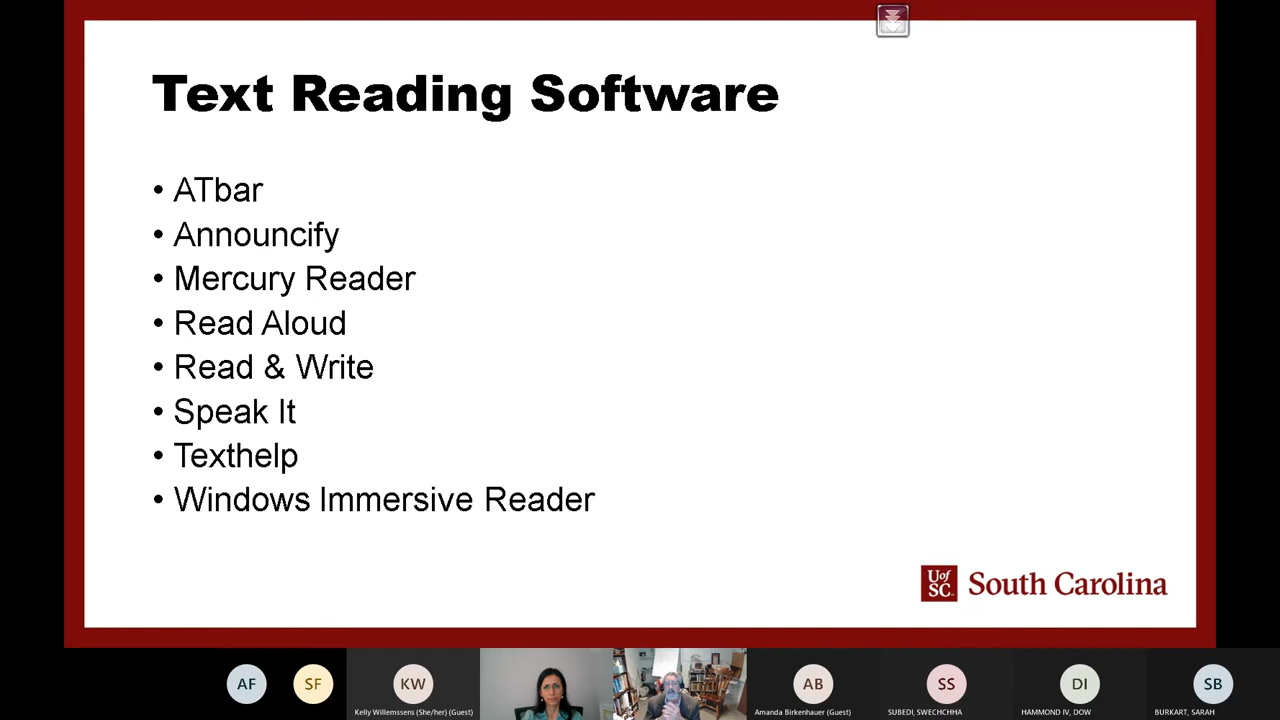 Text Reading Software
• ATbar
• Announcify
• Mercury Reader
• Read Aloud
• Read & Write
• Speak It
• Texthelp
• Windows Immersive Reader
UofSC South Carolina
AF
SF
KW
AB
SS
DI
SB
Kelly Willemssens (She/her) (Guest)
Amanda Birkenhauer (Guest)
SUBEDI, SWECHCHHA
HAMMOND IV, DOW
BURKART, SARAH